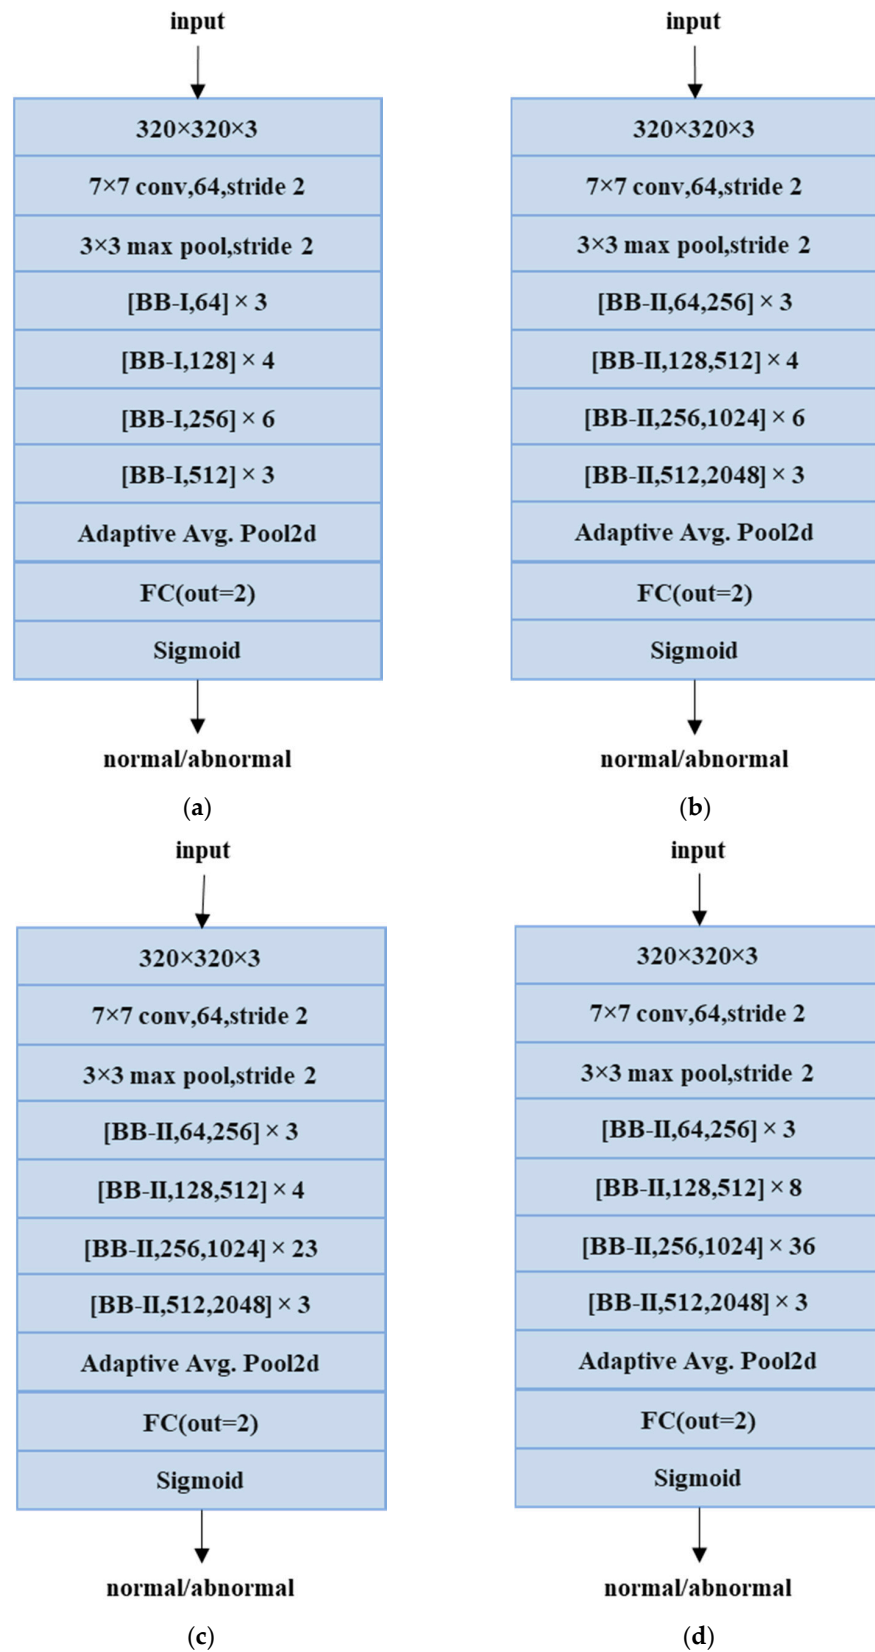 input
320×320×3
7×7 conv,64,stride 2
3×3 max pool,stride 2
[BB-I,64] × 3
[BB-I,128] × 4
[BB-I,256] × 6
[BB-I,512] × 3
Adaptive Avg. Pool2d
FC(out=2)
Sigmoid
normal/abnormal
(a)
input
320×320×3
7×7 conv,64,stride 2
3×3 max pool,stride 2
[BB-II,64,256] × 3
[BB-II,128,512] × 4
[BB-II,256,1024] × 6
[BB-II,512,2048] × 3
Adaptive Avg. Pool2d
FC(out=2)
Sigmoid
normal/abnormal
(b)
input
320×320×3
7×7 conv,64,stride 2
3×3 max pool,stride 2
[BB-II,64,256] × 3
[BB-II,128,512] × 4
[BB-II,256,1024] × 23
[BB-II,512,2048] × 3
Adaptive Avg. Pool2d
FC(out=2)
Sigmoid
normal/abnormal
(c)
input
320×320×3
7×7 conv,64,stride 2
3×3 max pool,stride 2
[BB-II,64,256] × 3
[BB-II,128,512] × 8
[BB-II,256,1024] × 36
[BB-II,512,2048] × 3
Adaptive Avg. Pool2d
FC(out=2)
Sigmoid
normal/abnormal
(d)